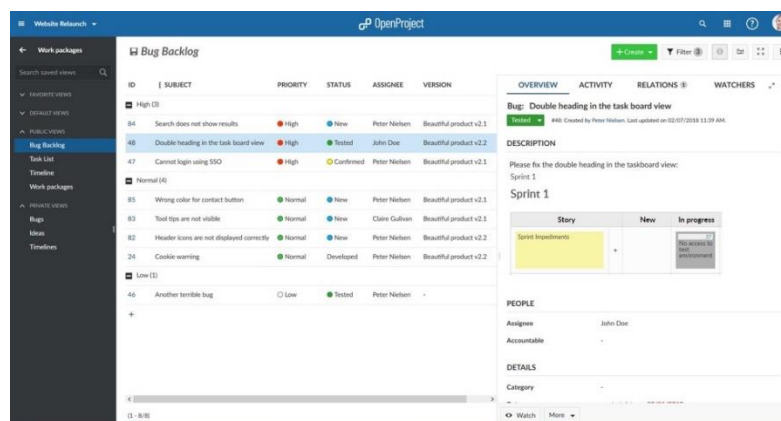 Website Relaunch
OpenProject
Work packages
Bug Backlog
+ Create
Filter 3
Search saved views
FAVORITE VIEWS
DEFAULT VIEWS
PUBLIC VIEWS
Bug Backlog
Task List
Timeline
Work packages
PRIVATE VIEWS
Bugs
Ideas
Timelines
ID SUBJECT PRIORITY STATUS ASSIGNEE VERSION
High (3)
84 Search does not show results High New Peter Nielsen Beautiful product v2.1
48 Double heading in the task board view High Tested John Doe Beautiful product v2.2
47 Cannot login using SSO High Confirmed Peter Nielsen Beautiful product v2.1
Normal (4)
85 Wrong color for contact button Normal New Peter Nielsen Beautiful product v2.1
83 Tool tips are not visible Normal New Claire Gulivan Beautiful product v2.1
82 Header icons are not displayed correctly Normal New Peter Nielsen Beautiful product v2.2
24 Cookie warning Normal Developed Peter Nielsen Beautiful product v2.2
Low (1)
46 Another terrible bug Low Tested Peter Nielsen -
+
(1 - 8/8)
OVERVIEW ACTIVITY RELATIONS WATCHERS
Bug: Double heading in the task board view
Tested #48: Created by Peter Nielsen. Last updated on 02/07/2018 11:39 AM.
DESCRIPTION
Please fix the double heading in the taskboard view:
Sprint 1
Sprint 1
Story New In progress
Sprint Impediments
+
No access to
test
environment
PEOPLE
Assignee John Doe
Accountable -
DETAILS
Category -
Watch More